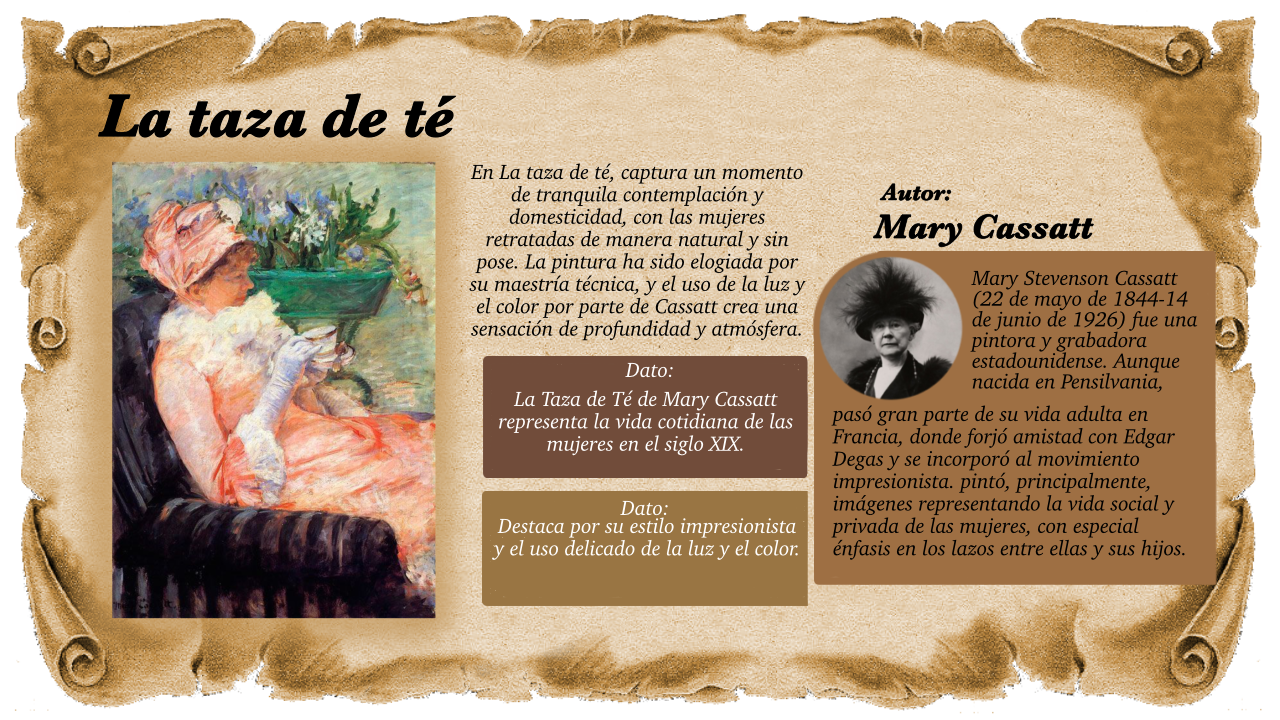 La taza de té
En La taza de té, captura un momento
de tranquila contemplación y
domesticidad, con las mujeres
retratadas de manera natural y sin
pose. La pintura ha sido elogiada por
su maestría técnica, y el uso de la luz y
el color por parte de Cassatt crea una
sensación de profundidad y atmósfera.
Dato:
La Taza de Té de Mary Cassatt
representa la vida cotidiana de las
mujeres en el siglo XIX.
Dato:
Destaca por su estilo impresionista
y el uso delicado de la luz y el color.
Autor:
Mary Cassatt
Mary Stevenson Cassatt
(22 de mayo de 1844-14
de junio de 1926) fue una
pintora y grabadora
estadounidense. Aunque
nacida en Pensilvania,
pasó gran parte de su vida adulta en
Francia, donde forjó amistad con Edgar
Degas y se incorporó al movimiento
impresionista. pintó, principalmente,
imágenes representando la vida social y
privada de las mujeres, con especial
énfasis en los lazos entre ellas y sus hijos.